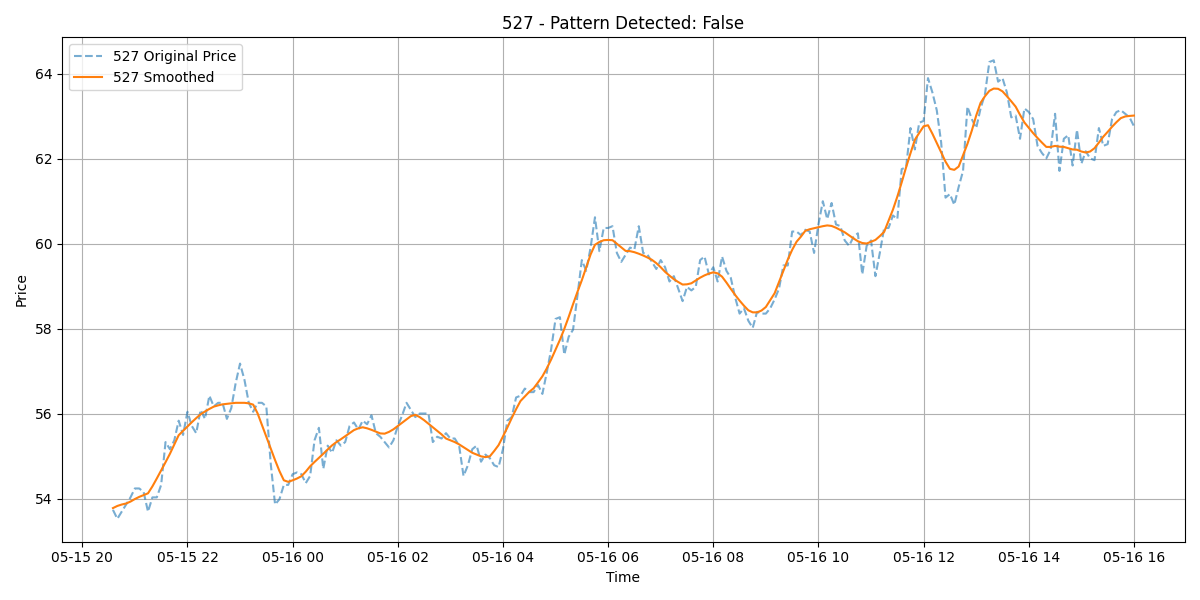 527 - Pattern Detected: False
527 Original Price
527 Smoothed
Price
64
62
60
58
56
54
05-15 20 05-15 22 05-16 00 05-16 02 05-16 04 05-16 06 05-16 08 05-16 10 05-16 12 05-16 14 05-16 16
Time